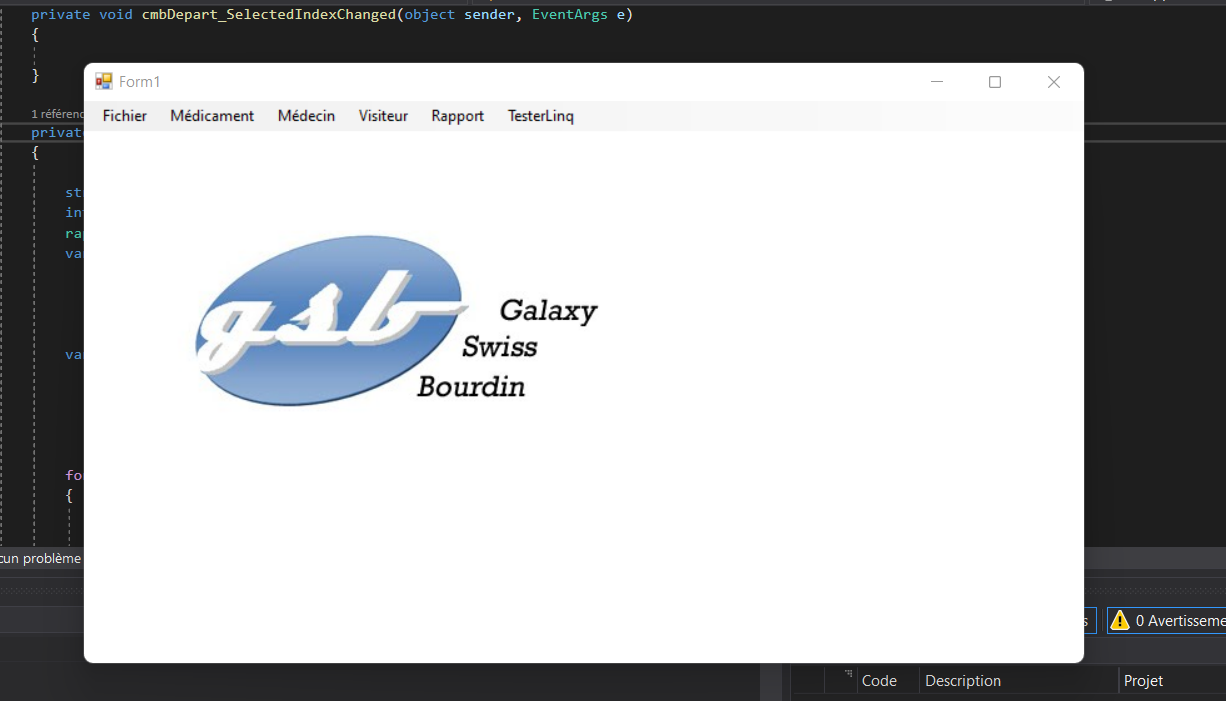 private void cmbDepart_SelectedIndexChanged(object sender, EventArgs e)
{
}
Form1
1 référenc
Fichier Médicament Médecin Visiteur Rapport TesterLinq
privat
{
st
in
ra
va
gsb
Galaxy
Swiss
Bourdin
va
fo
{
cun problème
s 0 Avertisseme
Code Description Projet